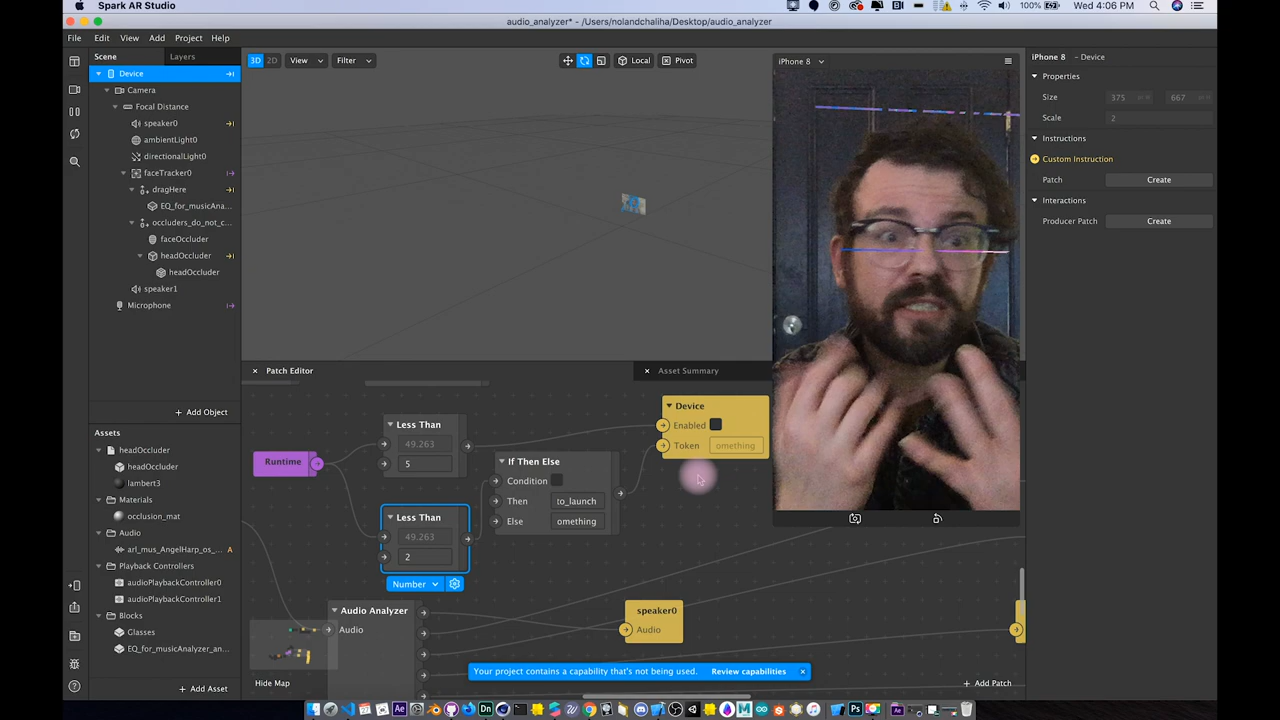 Spark AR Studio
100%
Wed 4:06 PM
audio_analyzer* - /Users/nolandchaliha/Desktop/audio_analyzer
File Edit View Add Project Help
Scene
Layers
3D 2D
View
Filter
Local
Pivot
iPhone 8
iPhone 8 - Device
Device
Camera
Focal Distance
speaker0
ambientLight0
directionalLight0
faceTracker0
dragHere
EQ_for_musicAna...
occluders_do_not_c...
faceOccluder
headOccluder
headOccluder
speaker1
Microphone
+ Add Object
Assets
headOccluder
headOccluder
lambert3
Materials
occlusion_mat
Audio
arl_mus_AngelHarp_os_... A
Playback Controllers
audioPlaybackController0
audioPlaybackController1
Blocks
Glasses
EQ_for_musicAnalyzer_an...
+ Add Asset
Properties
Size 375 667
Scale 2
Instructions
Custom Instruction
Patch Create
Interactions
Producer Patch Create
Patch Editor
Asset Summary
Runtime
Less Than
49.263
5
Less Than
49.263
2
Number
If Then Else
Condition
Then to_launch
Else omething
Device
Enabled
Token omething
Audio Analyzer
Audio
speaker0
Audio
Your project contains a capability that's not being used. Review capabilities
Hide Map
+ Add Patch